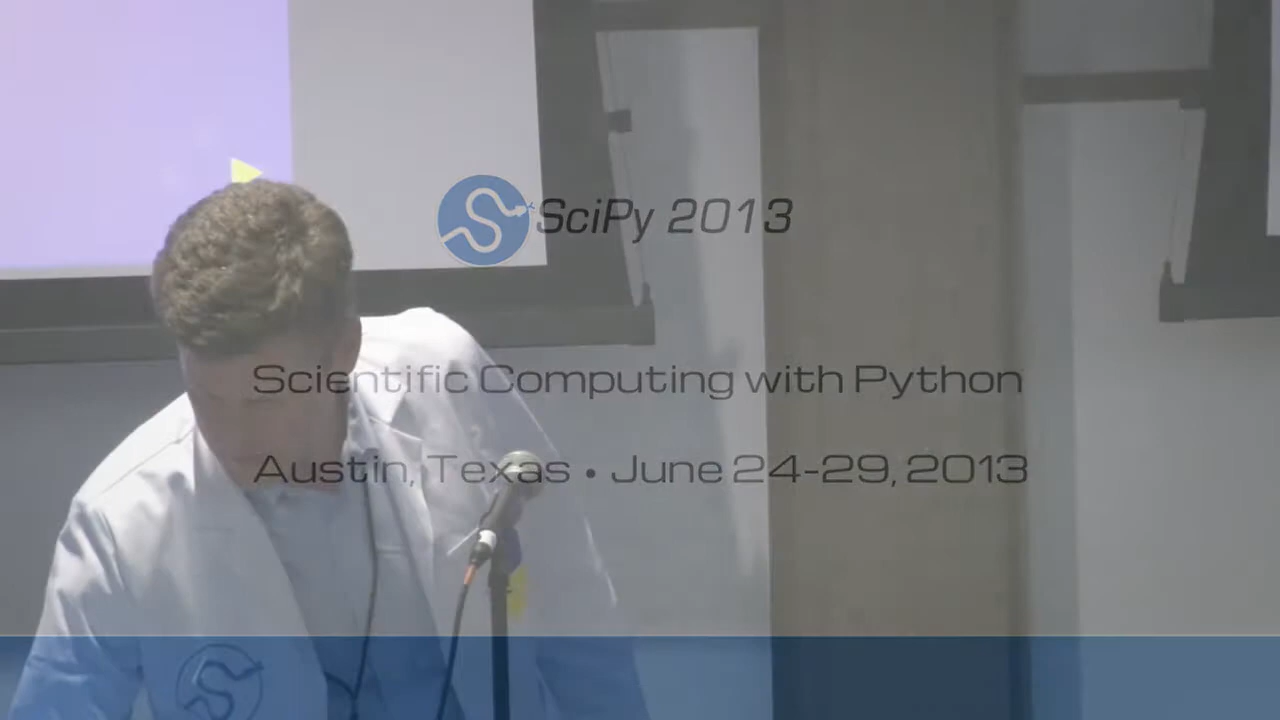 SciPy 2013
Scientific Computing with Python
Austin, Texas • June 24-29, 2013